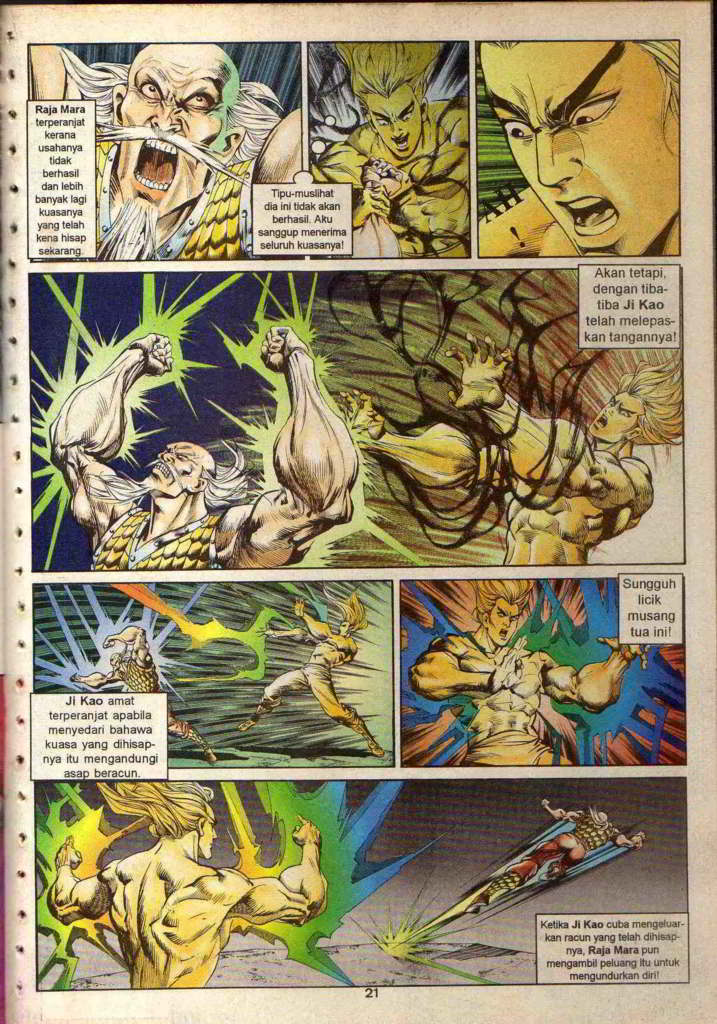 Raja Mara
terperanjat
kerana
usahanya
tidak
berhasil
dan lebih
banyak lagi
kuasanya
yang telah
kena hisap
sekarang.
Tipu-muslihat
dia ini tidak akan
berhasil. Aku
sanggup menerima
seluruh kuasanya!
Akan tetapi,
dengan tiba-
tiba Ji Kao
telah melepas-
kan tangannya!
Ji Kao amat
terperanjat apabila
menyedari bahawa
kuasa yang dihisap-
nya itu mengandungi
asap beracun.
Sungguh
licik
musang
tua ini!
Ketika Ji Kao cuba mengeluar-
kan racun yang telah dihisap-
nya, Raja Mara pun
mengambil peluang itu untuk
mengundurkan diri!
21